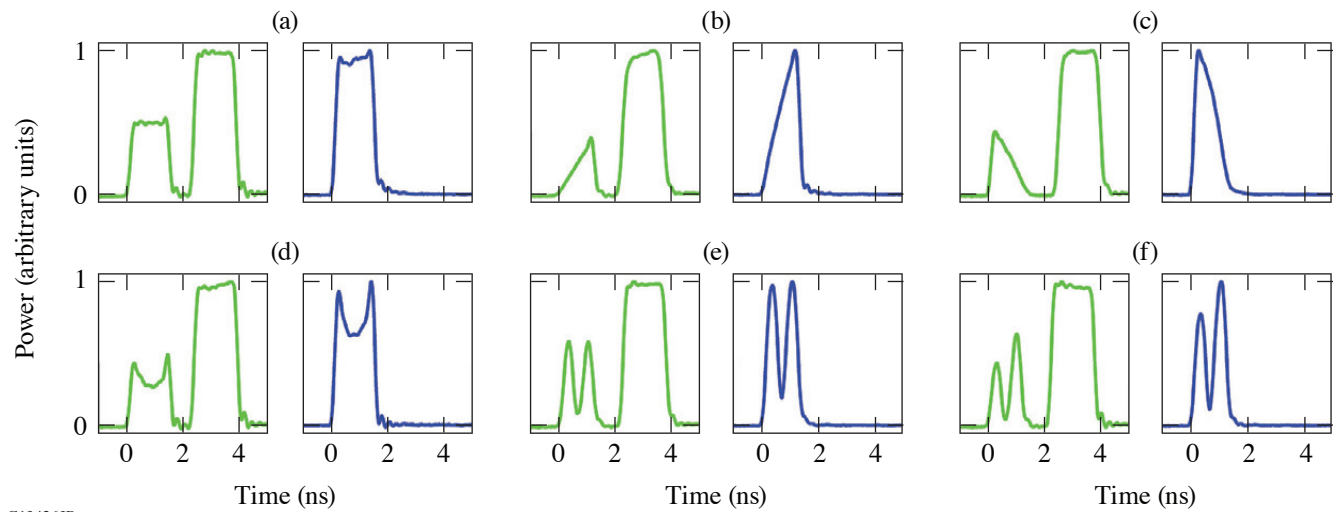 (a) (b) (c)
1
0
(d) (e) (f)
1
0
Power (arbitrary units)
0 2 4 0 2 4 0 2 4 0 2 4 0 2 4 0 2 4
Time (ns) Time (ns) Time (ns)